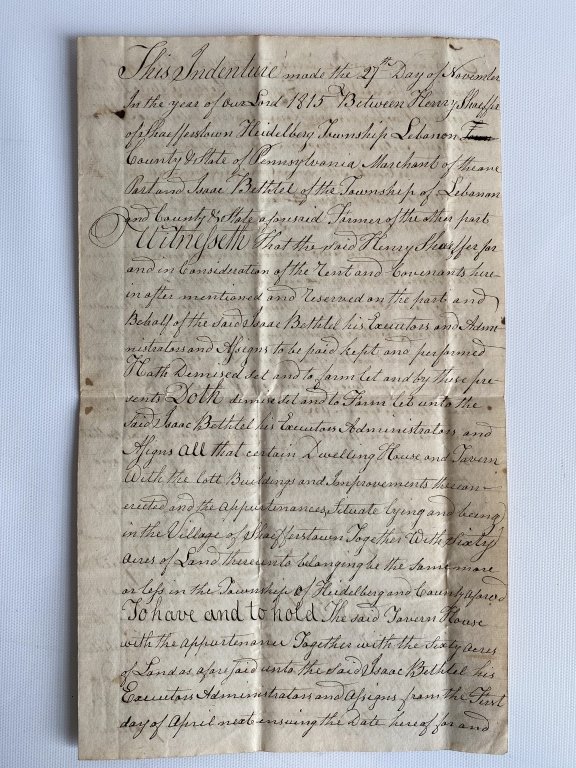 This Indenture made the 27th Day of November
In the year of our Lord 1815 Between Henry Shaeffer
of Shaefferstown Heidelberg Township Lebanon
County & State of Pennsylvania Merchant of the one
Part and Isaac Bethtel of the Township of Lebanon
and County & State aforesaid Farmer of the other part
Witnesseth That the said Henry Shaeffer for
and in Consideration of the Rent and Covenants here-
in after mentioned and reserved on the part and
Behalf of the said Isaac Bethtel his Executors and Adm-
nistrators and Assigns to be paid kept and performed
Hath Demised set and to farm let and by these pre-
sents Doth demise set and to Farm let unto the
said Isaac Bethtel his Executors Administrators and
Assigns all that certain Dwelling House and Tavern
With the Lott Buildings and Improvements thereon
erected and the Appurtenances Situate lying and being
in the Village of Shaefferstown Together With Sixty
Acres of Land thereunto belonging be the same more
or less in the Township of Heidelberg and County afores'd
To have and to hold The said Tavern House
with the Appurtenance Together with the Sixty Acres
of Land as aforesaid unto the said Isaac Bethtel his
Executors Administrators and Assigns from the First
day of April next ensuing the Date hereof for and